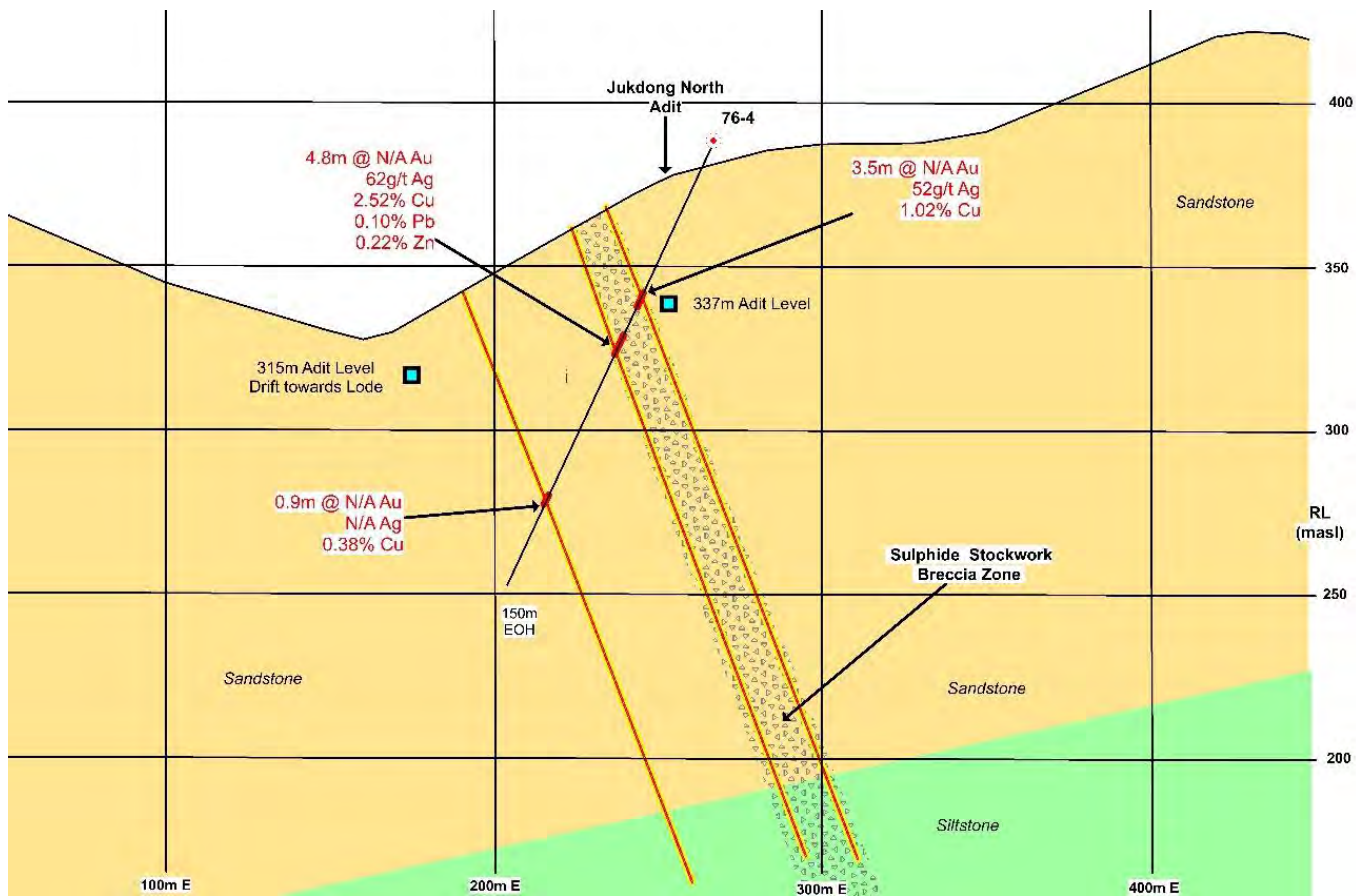 400
Jukdong North
Adit
76-4
4.8m @ N/A Au
62g/t Ag
2.52% Cu
0.10% Pb
0.22% Zn
3.5m @ N/A Au
52g/t Ag
1.02% Cu
Sandstone
350
337m Adit Level
315m Adit Level
Drift towards Lode
i
300
0.9m @ N/A Au
N/A Ag
0.38% Cu
RL
(masl)
Sulphide Stockwork
Breccia Zone
250
150m
EOH
Sandstone
Sandstone
200
Siltstone
100m E
200m E
300m E
400m E